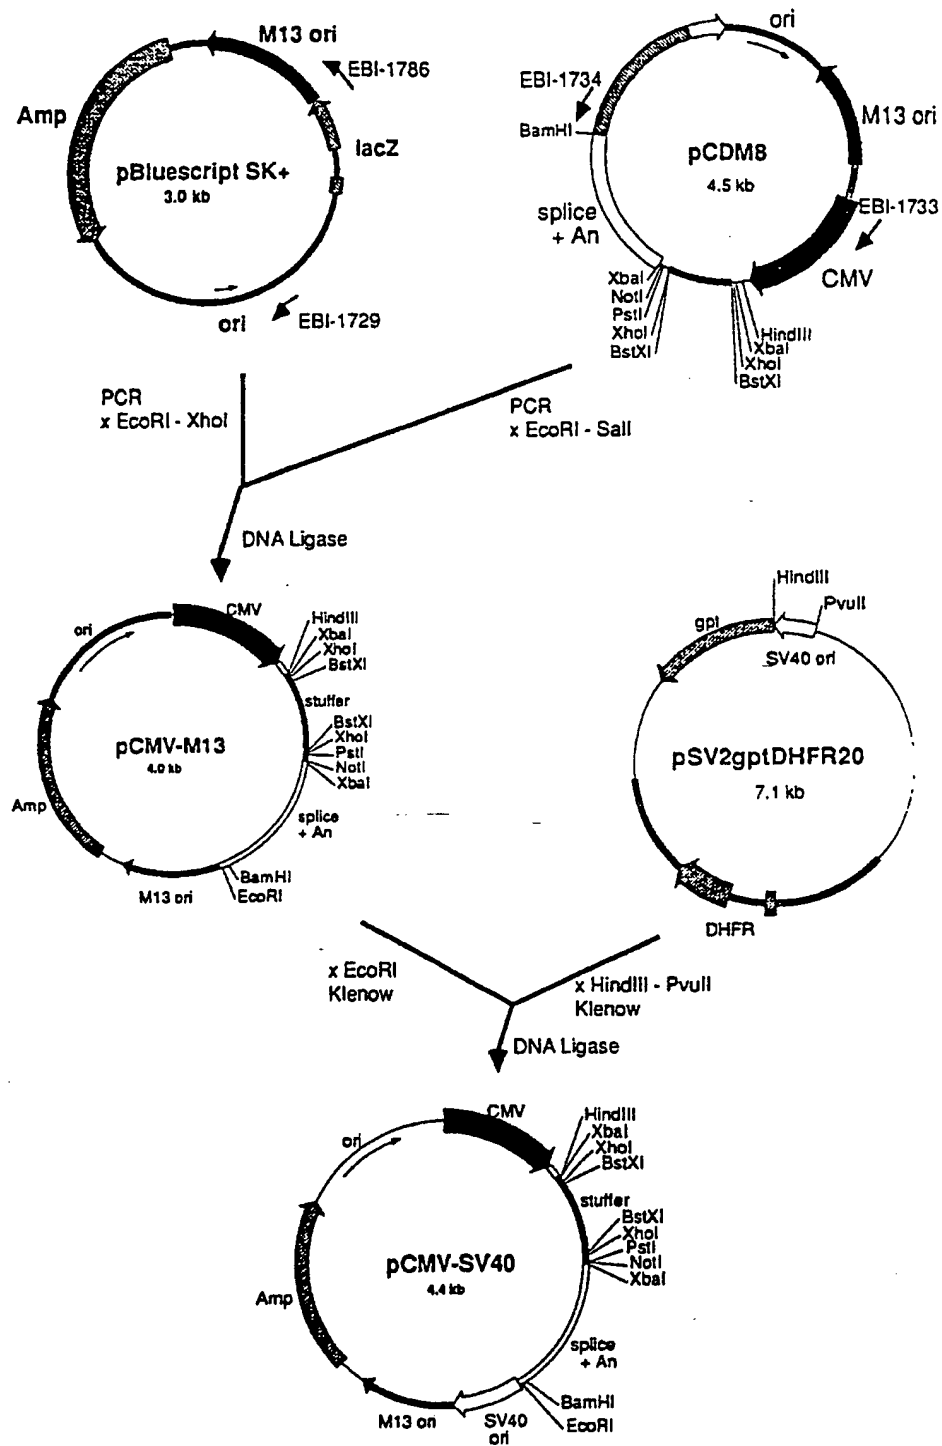 M13 ori
EBI-1786
Amp
lacZ
pBluescript SK+
3.0 kb
ori
EBI-1729
ori
EBI-1734
BamHI
M13 ori
pCDM8
4.5 kb
EBI-1733
splice
+ An
CMV
XbaI
NotI
PstI
XhoI
BstXI
HindIII
XbaI
XhoI
BstXI
PCR
x EcoRI - XhoI
PCR
x EcoRI - SalI
DNA Ligase
CMV
ori
HindIII
XbaI
XhoI
BstXI
stuffer
BstXI
XhoI
PstI
NotI
XbaI
pCMV-M13
4.0 kb
Amp
splice
+ An
BamHI
EcoRI
M13 ori
HindIII
PvuII
gpt
SV40 ori
pSV2gptDHFR20
7.1 kb
DHFR
x EcoRI
Klenow
x HindIII - PvuII
Klenow
DNA Ligase
CMV
ori
HindIII
XbaI
XhoI
BstXI
stuffer
BstXI
XhoI
PstI
NotI
XbaI
pCMV-SV40
4.4 kb
Amp
splice
+ An
BamHI
EcoRI
M13 ori
SV40
ori